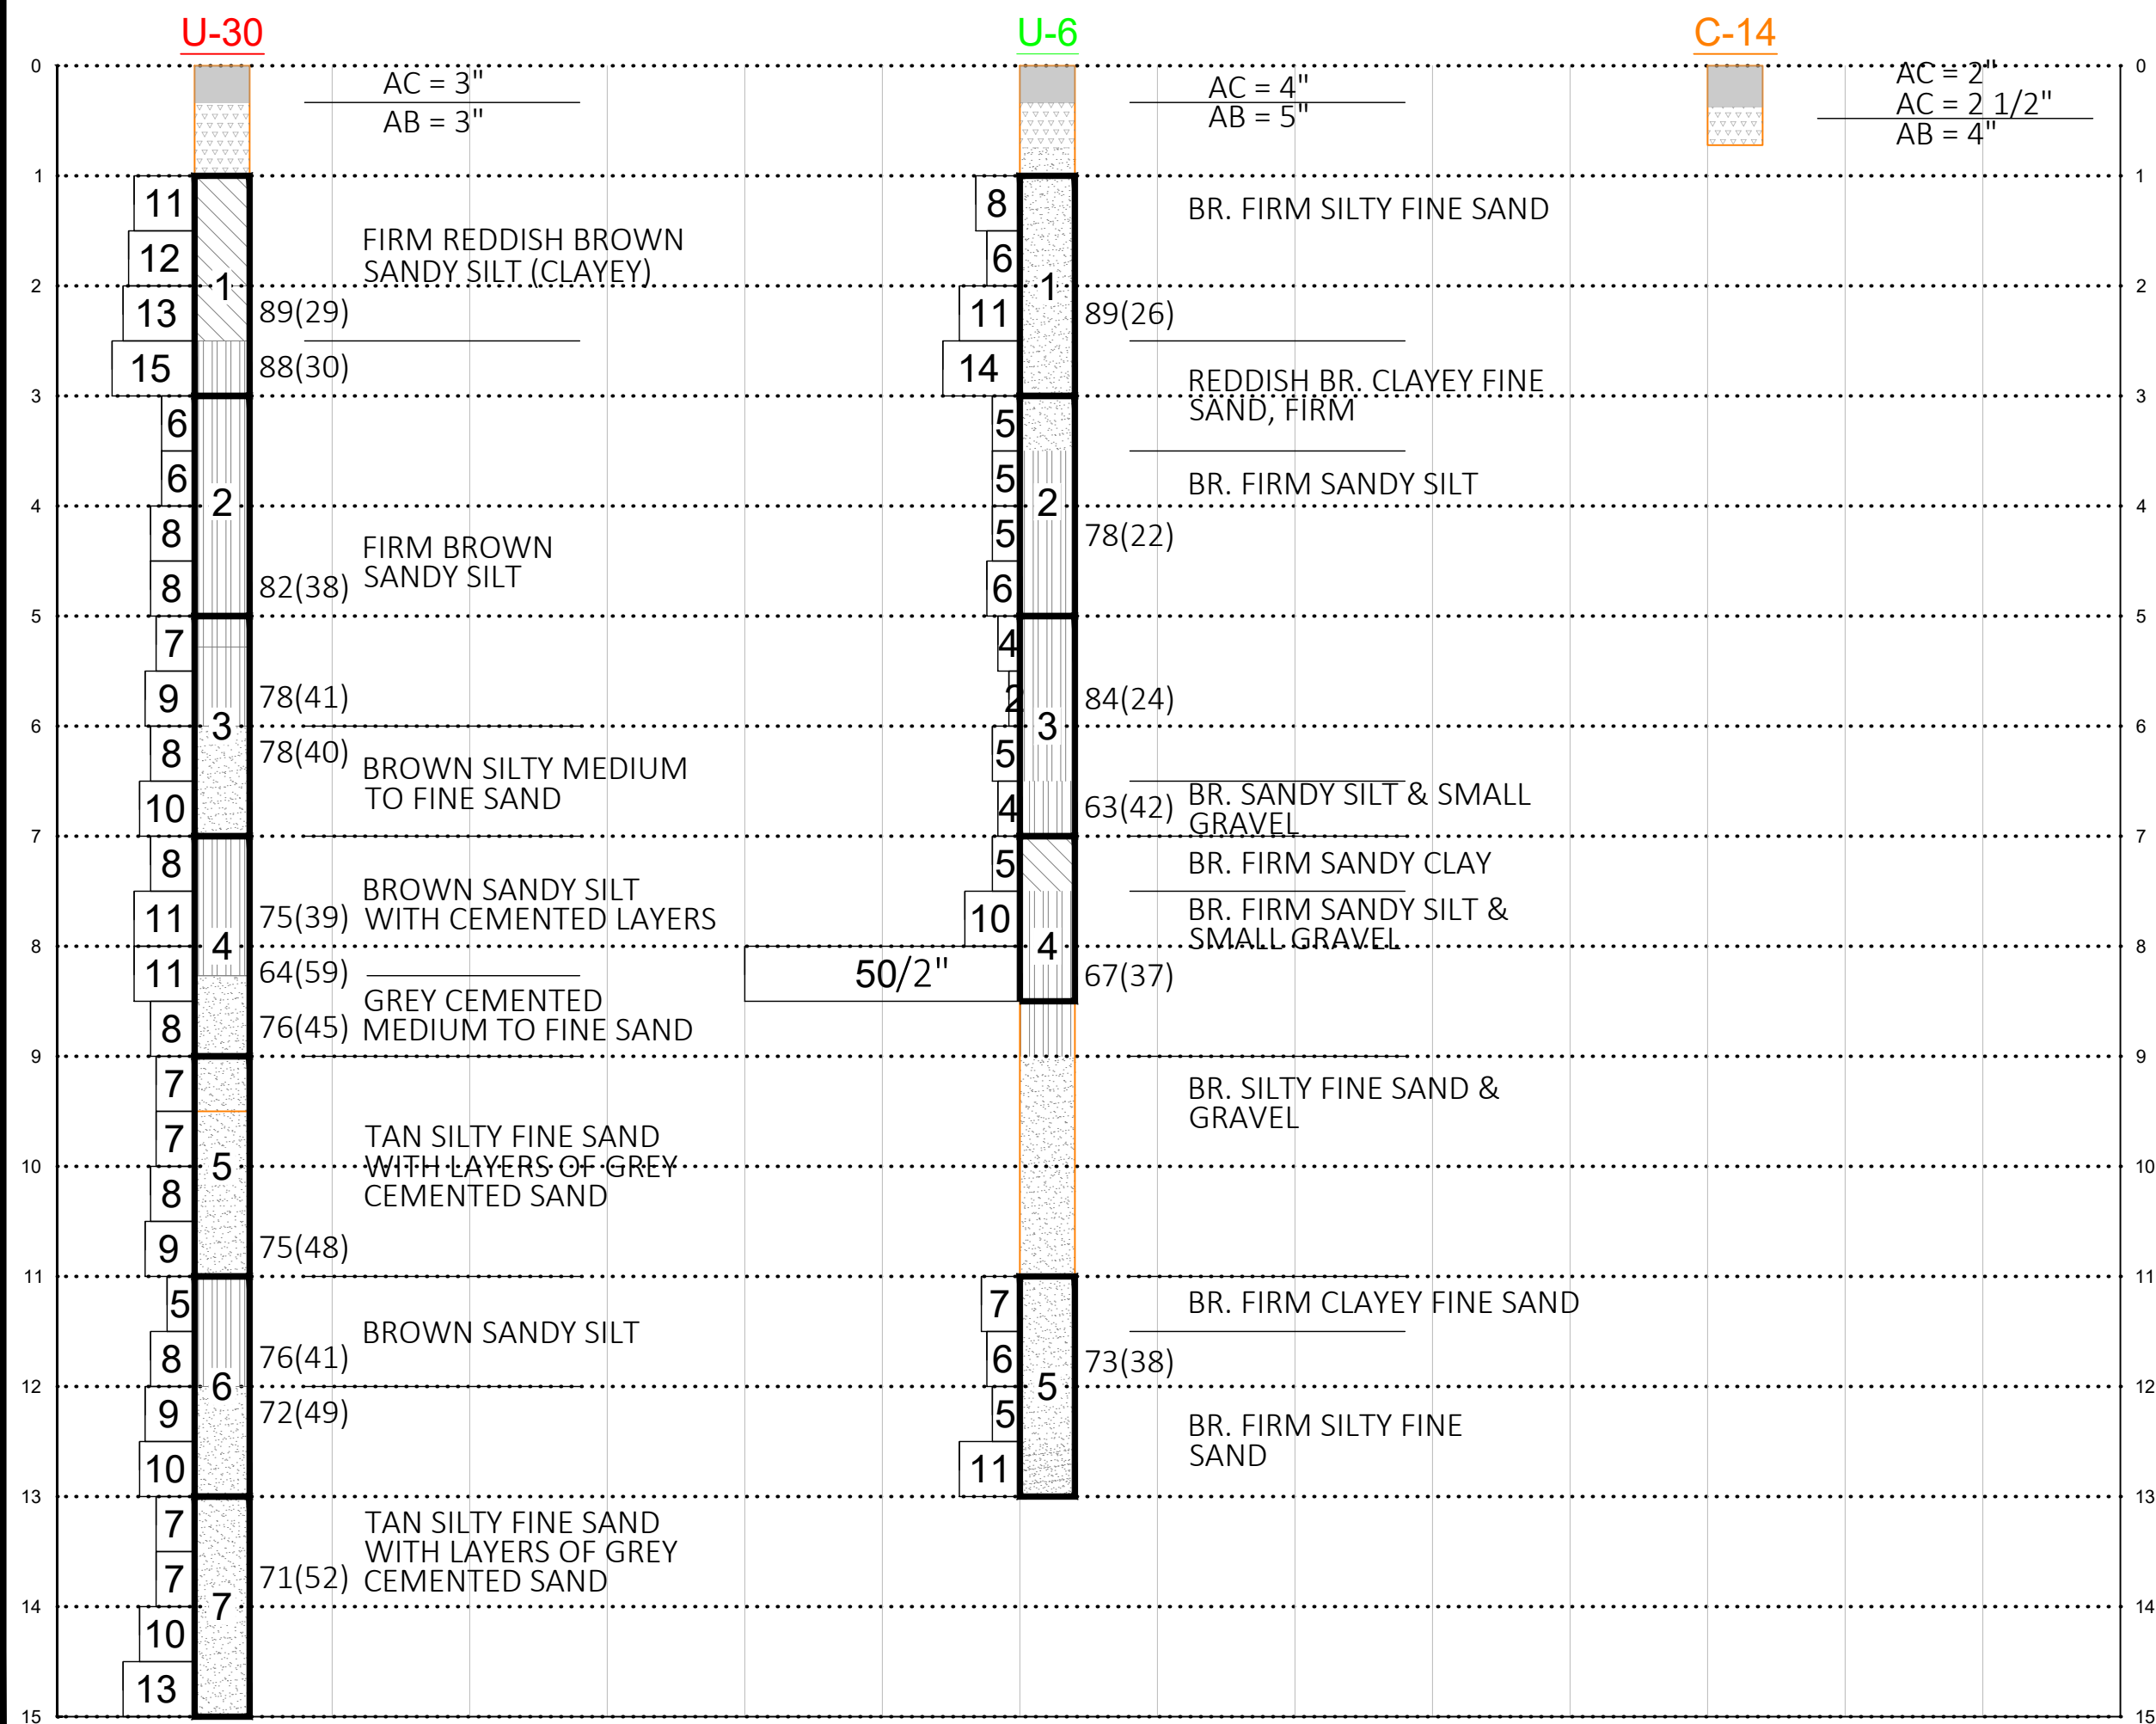 U-30 U-6 C-14
0 0
AC = 3"
AB = 3"
AC = 4"
AB = 5"
AC = 2"
AC = 2 1/2"
AB = 4"
1 1
11
12
1
13
89(29)
FIRM REDDISH BROWN
SANDY SILT (CLAYEY)
8
6
1
11
89(26)
BR. FIRM SILTY FINE SAND
2 2
15
88(30)
14
REDDISH BR. CLAYEY FINE
SAND, FIRM
3 3
6
6
2
8
8
82(38)
FIRM BROWN
SANDY SILT
5
5
2
5
6
78(22)
BR. FIRM SANDY SILT
4 4
5 5
7
9
3
8
10
78(41)
78(40)
BROWN SILTY MEDIUM
TO FINE SAND
4
2
3
5
4
84(24)
63(42)
BR. SANDY SILT & SMALL
GRAVEL
6 6
7 7
8
11
4
11
8
75(39)
64(59)
76(45)
BROWN SANDY SILT
WITH CEMENTED LAYERS
GREY CEMENTED
MEDIUM TO FINE SAND
5
10
4
50/2"
67(37)
BR. FIRM SANDY CLAY
BR. FIRM SANDY SILT &
SMALL GRAVEL
8 8
9 9
7
7
5
8
9
75(48)
TAN SILTY FINE SAND
WITH LAYERS OF GREY
CEMENTED SAND
BR. SILTY FINE SAND &
GRAVEL
10 10
11 11
5
8
6
9
10
76(41)
72(49)
BROWN SANDY SILT
7
6
5
5
11
73(38)
BR. FIRM CLAYEY FINE SAND
BR. FIRM SILTY FINE
SAND
12 12
13 13
7
7
7
10
13
71(52)
TAN SILTY FINE SAND
WITH LAYERS OF GREY
CEMENTED SAND
14 14
15 15